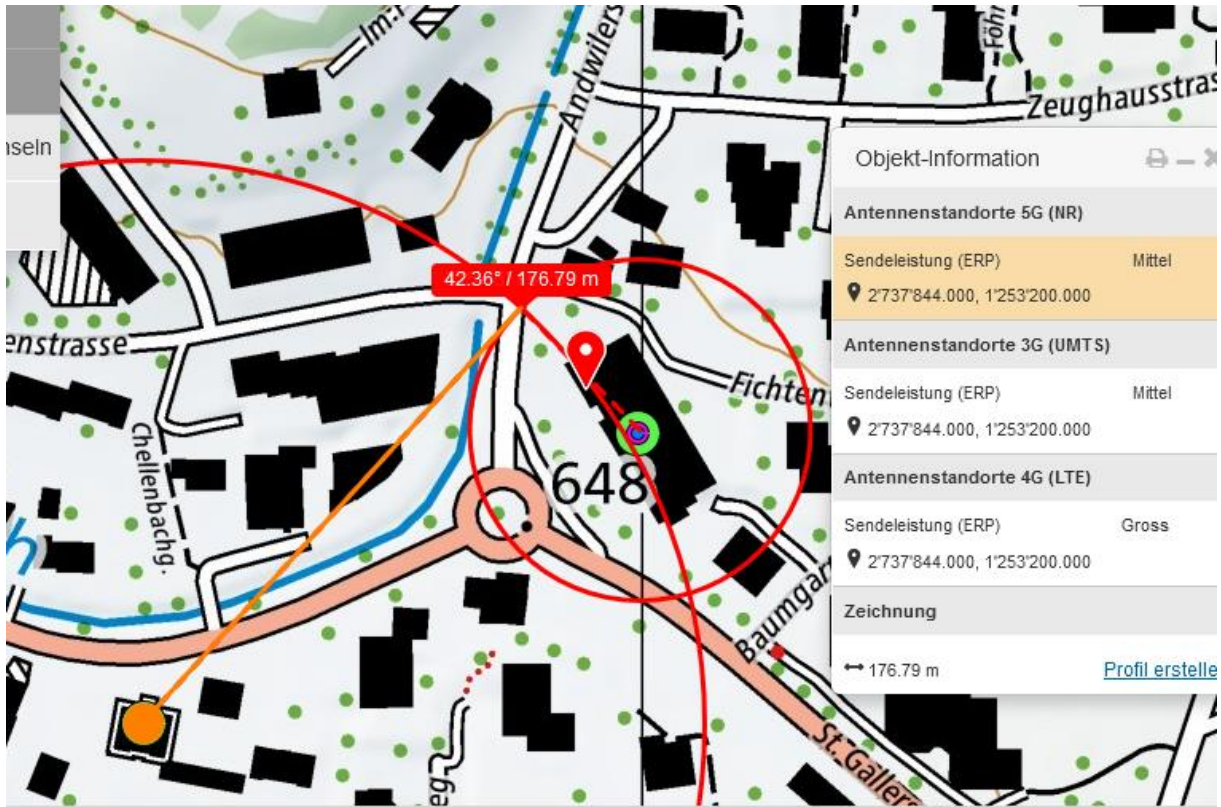 Im
Andwilers
Föhr
Zeughausstras
nseln
42.36° / 176.79 m
enstrasse
Fichten
Chellenbachg.
648
Baumgar
St. Gallers
Objekt-Information
Antennenstandorte 5G (NR)
Sendeleistung (ERP) Mittel
2'737'844.000, 1'253'200.000
Antennenstandorte 3G (UMTS)
Sendeleistung (ERP) Mittel
2'737'844.000, 1'253'200.000
Antennenstandorte 4G (LTE)
Sendeleistung (ERP) Gross
2'737'844.000, 1'253'200.000
Zeichnung
176.79 m Profil erstelle